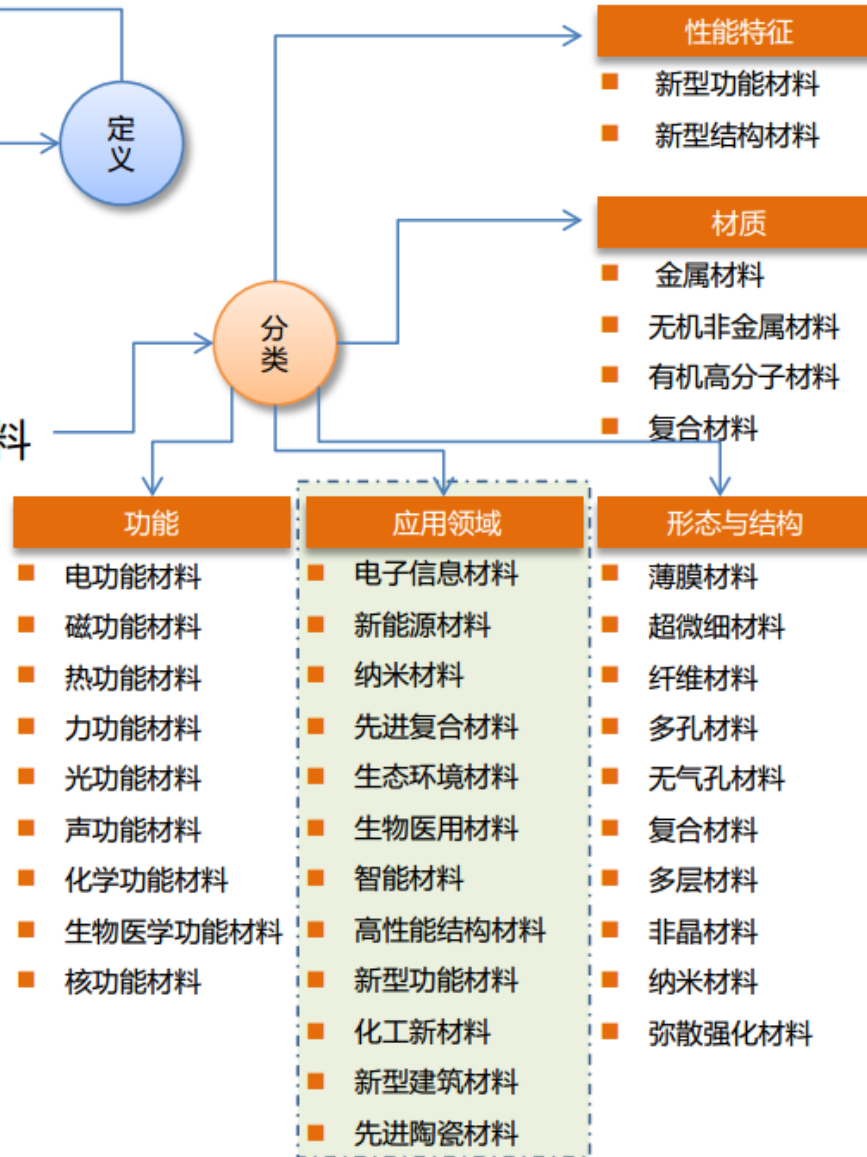 定
义
分
类
料
性能特征
新型功能材料
新型结构材料
材质
金属材料
无机非金属材料
有机高分子材料
复合材料
功能
电功能材料
磁功能材料
热功能材料
力功能材料
光功能材料
声功能材料
化学功能材料
生物医学功能材料
核功能材料
应用领域
电子信息材料
新能源材料
纳米材料
先进复合材料
生态环境材料
生物医用材料
智能材料
高性能结构材料
新型功能材料
化工新材料
新型建筑材料
先进陶瓷材料
形态与结构
薄膜材料
超微细材料
纤维材料
多孔材料
无气孔材料
复合材料
多层材料
非晶材料
纳米材料
弥散强化材料